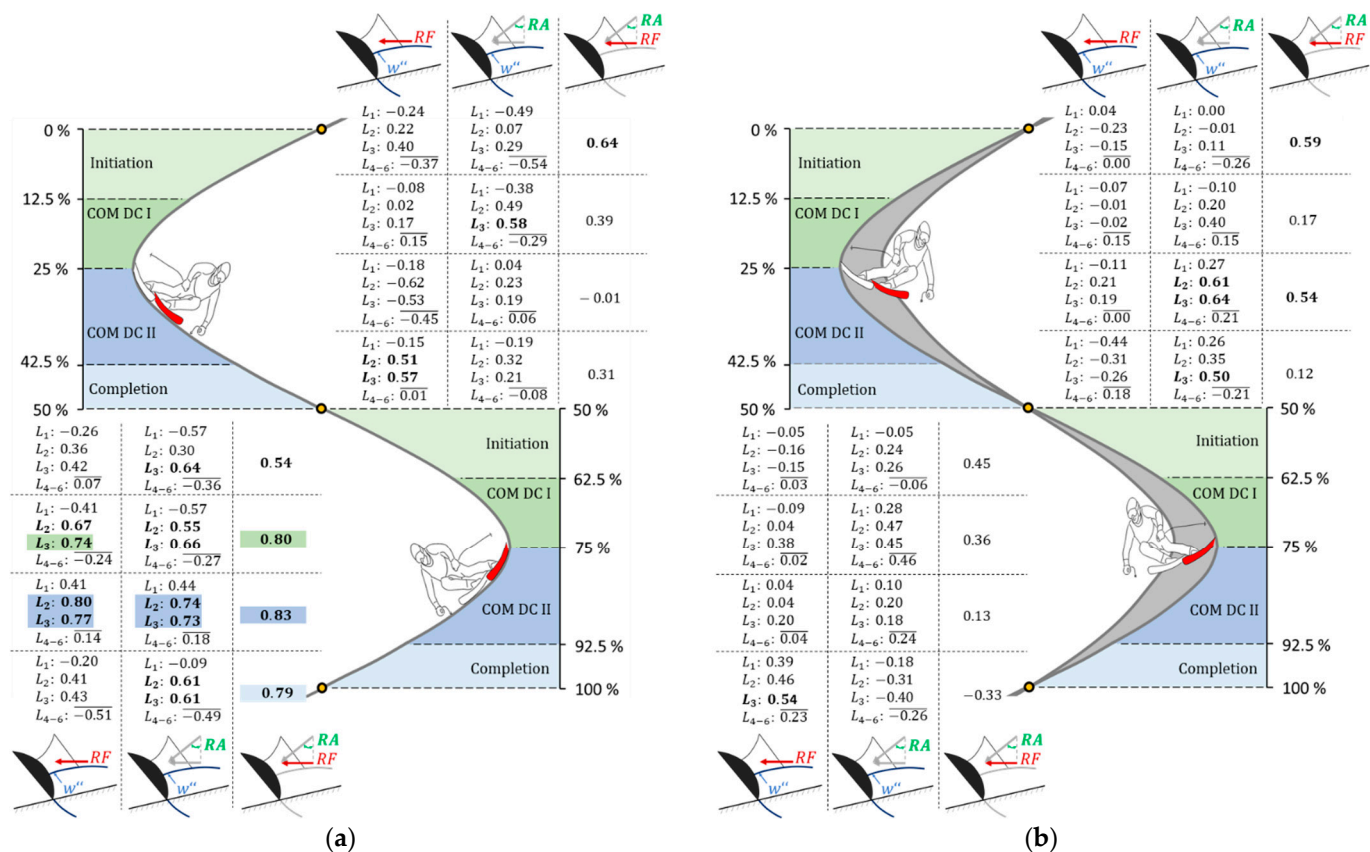 RF
w“
RA
w“
RA
RF
L₁: −0.24
L₂: 0.22
L₃: 0.40
L₄₋₆: −0.37
L₁: −0.49
L₂: 0.07
L₃: 0.29
L₄₋₆: −0.54
0.64
0 %
Initiation
12.5 %
L₁: −0.08
L₂: 0.02
L₃: 0.17
L₄₋₆: 0.15
L₁: −0.38
L₂: 0.49
L₃: 0.58
L₄₋₆: −0.29
0.39
COM DC I
25 %
L₁: −0.18
L₂: −0.62
L₃: −0.53
L₄₋₆: −0.45
L₁: 0.04
L₂: 0.23
L₃: 0.19
L₄₋₆: 0.06
−0.01
COM DC II
42.5 %
L₁: −0.15
L₂: 0.51
L₃: 0.57
L₄₋₆: 0.01
L₁: −0.19
L₂: 0.32
L₃: 0.21
L₄₋₆: −0.08
0.31
Completion
50 %
50 %
L₁: −0.26
L₂: 0.36
L₃: 0.42
L₄₋₆: 0.07
L₁: −0.57
L₂: 0.30
L₃: 0.64
L₄₋₆: −0.36
0.54
Initiation
62.5 %
L₁: −0.41
L₂: 0.67
L₃: 0.74
L₄₋₆: −0.24
L₁: −0.57
L₂: 0.55
L₃: 0.66
L₄₋₆: −0.27
0.80
COM DC I
75 %
L₁: 0.41
L₂: 0.80
L₃: 0.77
L₄₋₆: 0.14
L₁: 0.44
L₂: 0.74
L₃: 0.73
L₄₋₆: 0.18
0.83
COM DC II
92.5 %
L₁: −0.20
L₂: 0.41
L₃: 0.43
L₄₋₆: −0.51
L₁: −0.09
L₂: 0.61
L₃: 0.61
L₄₋₆: −0.49
0.79
Completion
100 %
RF
w“
RA
w“
RA
RF
(a)
RF
w“
RA
w“
RA
RF
L₁: 0.04
L₂: −0.23
L₃: −0.15
L₄₋₆: 0.00
L₁: 0.00
L₂: −0.01
L₃: 0.11
L₄₋₆: −0.26
0.59
0 %
Initiation
12.5 %
L₁: −0.07
L₂: −0.01
L₃: −0.02
L₄₋₆: 0.15
L₁: −0.10
L₂: 0.20
L₃: 0.40
L₄₋₆: 0.15
0.17
COM DC I
25 %
L₁: −0.11
L₂: 0.21
L₃: 0.19
L₄₋₆: 0.00
L₁: 0.27
L₂: 0.61
L₃: 0.64
L₄₋₆: 0.21
0.54
COM DC II
42.5 %
L₁: −0.44
L₂: −0.31
L₃: −0.26
L₄₋₆: 0.18
L₁: 0.26
L₂: 0.35
L₃: 0.50
L₄₋₆: −0.21
0.12
Completion
50 %
50 %
L₁: −0.05
L₂: −0.16
L₃: −0.15
L₄₋₆: 0.03
L₁: −0.05
L₂: 0.24
L₃: 0.26
L₄₋₆: −0.06
0.45
Initiation
62.5 %
L₁: −0.09
L₂: 0.04
L₃: 0.38
L₄₋₆: 0.02
L₁: 0.28
L₂: 0.47
L₃: 0.45
L₄₋₆: 0.46
0.36
COM DC I
75 %
L₁: 0.04
L₂: 0.04
L₃: 0.20
L₄₋₆: 0.04
L₁: 0.10
L₂: 0.20
L₃: 0.18
L₄₋₆: 0.24
0.13
COM DC II
92.5 %
L₁: 0.39
L₂: 0.46
L₃: 0.54
L₄₋₆: 0.23
L₁: −0.18
L₂: −0.31
L₃: −0.40
L₄₋₆: −0.26
−0.33
Completion
100 %
RF
w“
RA
w“
RA
RF
(b)